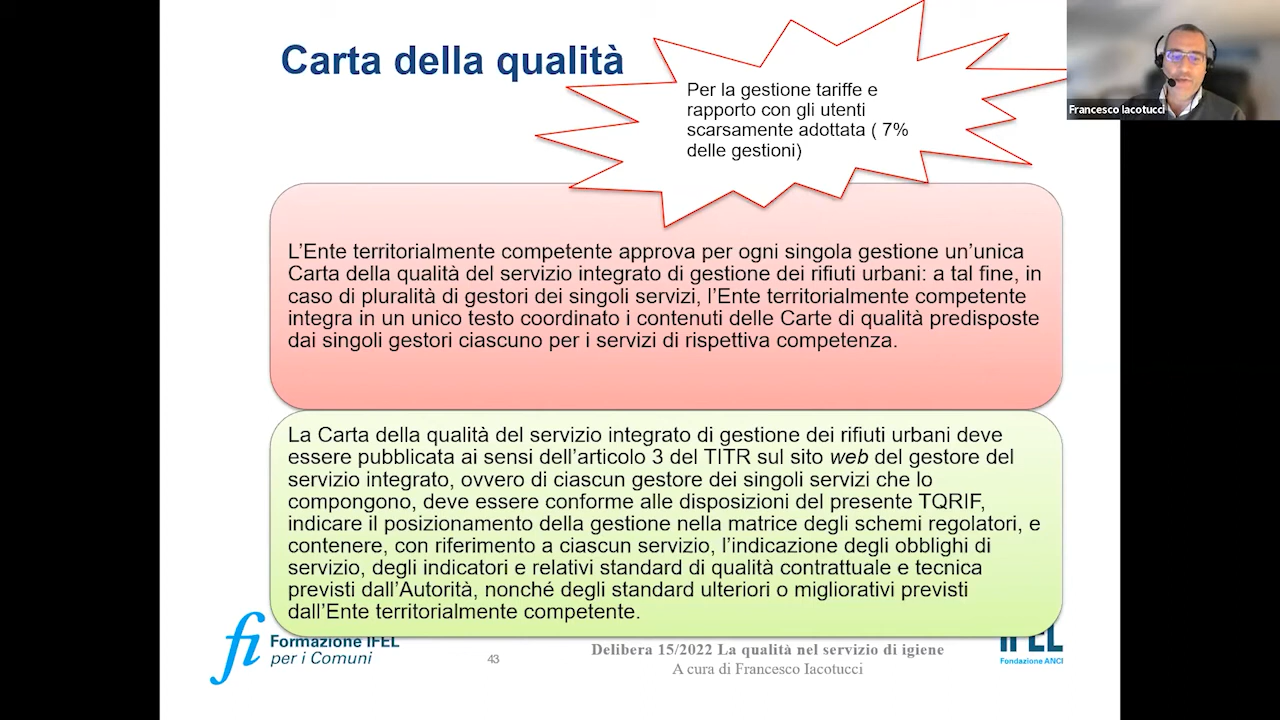 Carta della qualità
Per la gestione tariffe e
rapporto con gli utenti
scarsamente adottata ( 7%
delle gestioni)
Francesco Iacotucci
L’Ente territorialmente competente approva per ogni singola gestione un’unica
Carta della qualità del servizio integrato di gestione dei rifiuti urbani: a tal fine, in
caso di pluralità di gestori dei singoli servizi, l’Ente territorialmente competente
integra in un unico testo coordinato i contenuti delle Carte di qualità predisposte
dai singoli gestori ciascuno per i servizi di rispettiva competenza.
La Carta della qualità del servizio integrato di gestione dei rifiuti urbani deve
essere pubblicata ai sensi dell’articolo 3 del TITR sul sito web del gestore del
servizio integrato, ovvero di ciascun gestore dei singoli servizi che lo
compongono, deve essere conforme alle disposizioni del presente TQRIF,
indicare il posizionamento della gestione nella matrice degli schemi regolatori, e
contenere, con riferimento a ciascun servizio, l’indicazione degli obblighi di
servizio, degli indicatori e relativi standard di qualità contrattuale e tecnica
previsti dall’Autorità, nonché degli standard ulteriori o migliorativi previsti
dall’Ente territorialmente competente.
fi
Formazione IFEL
per i Comuni
43
Delibera 15/2022 La qualità nel servizio di igiene
A cura di Francesco Iacotucci
IFEL
Fondazione ANCI